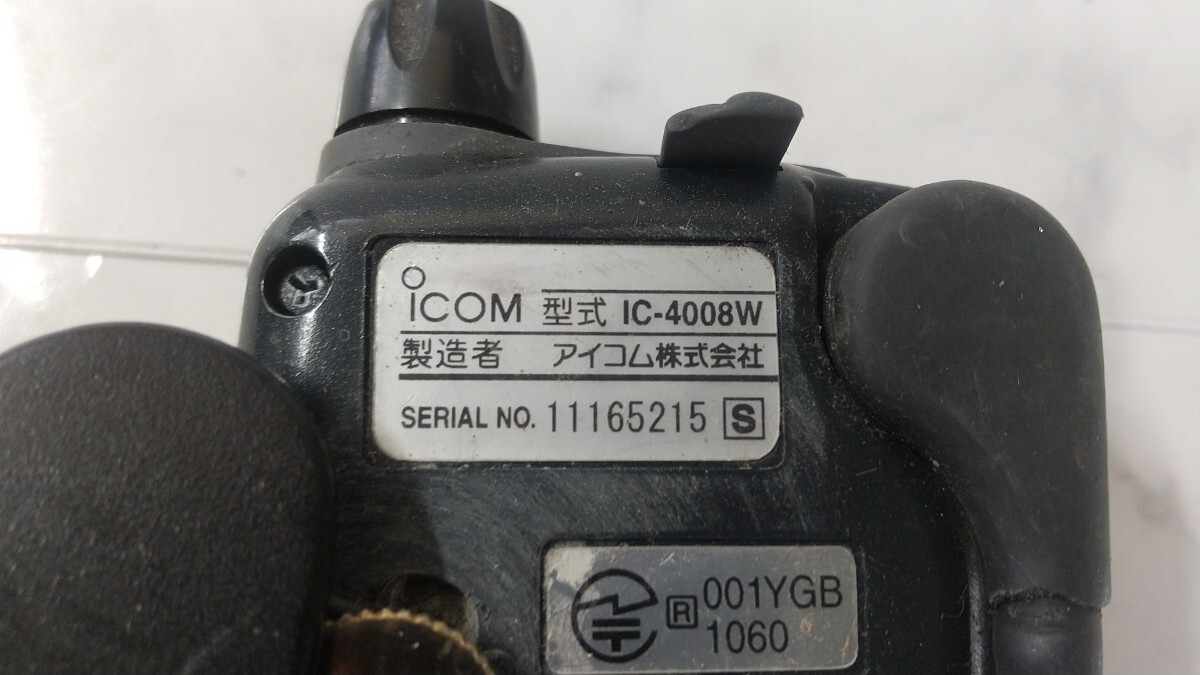 iCOM 型式 IC-4008W
製造者 アイコム株式会社
SERIAL NO. 11165215 S
R 001YGB
1060